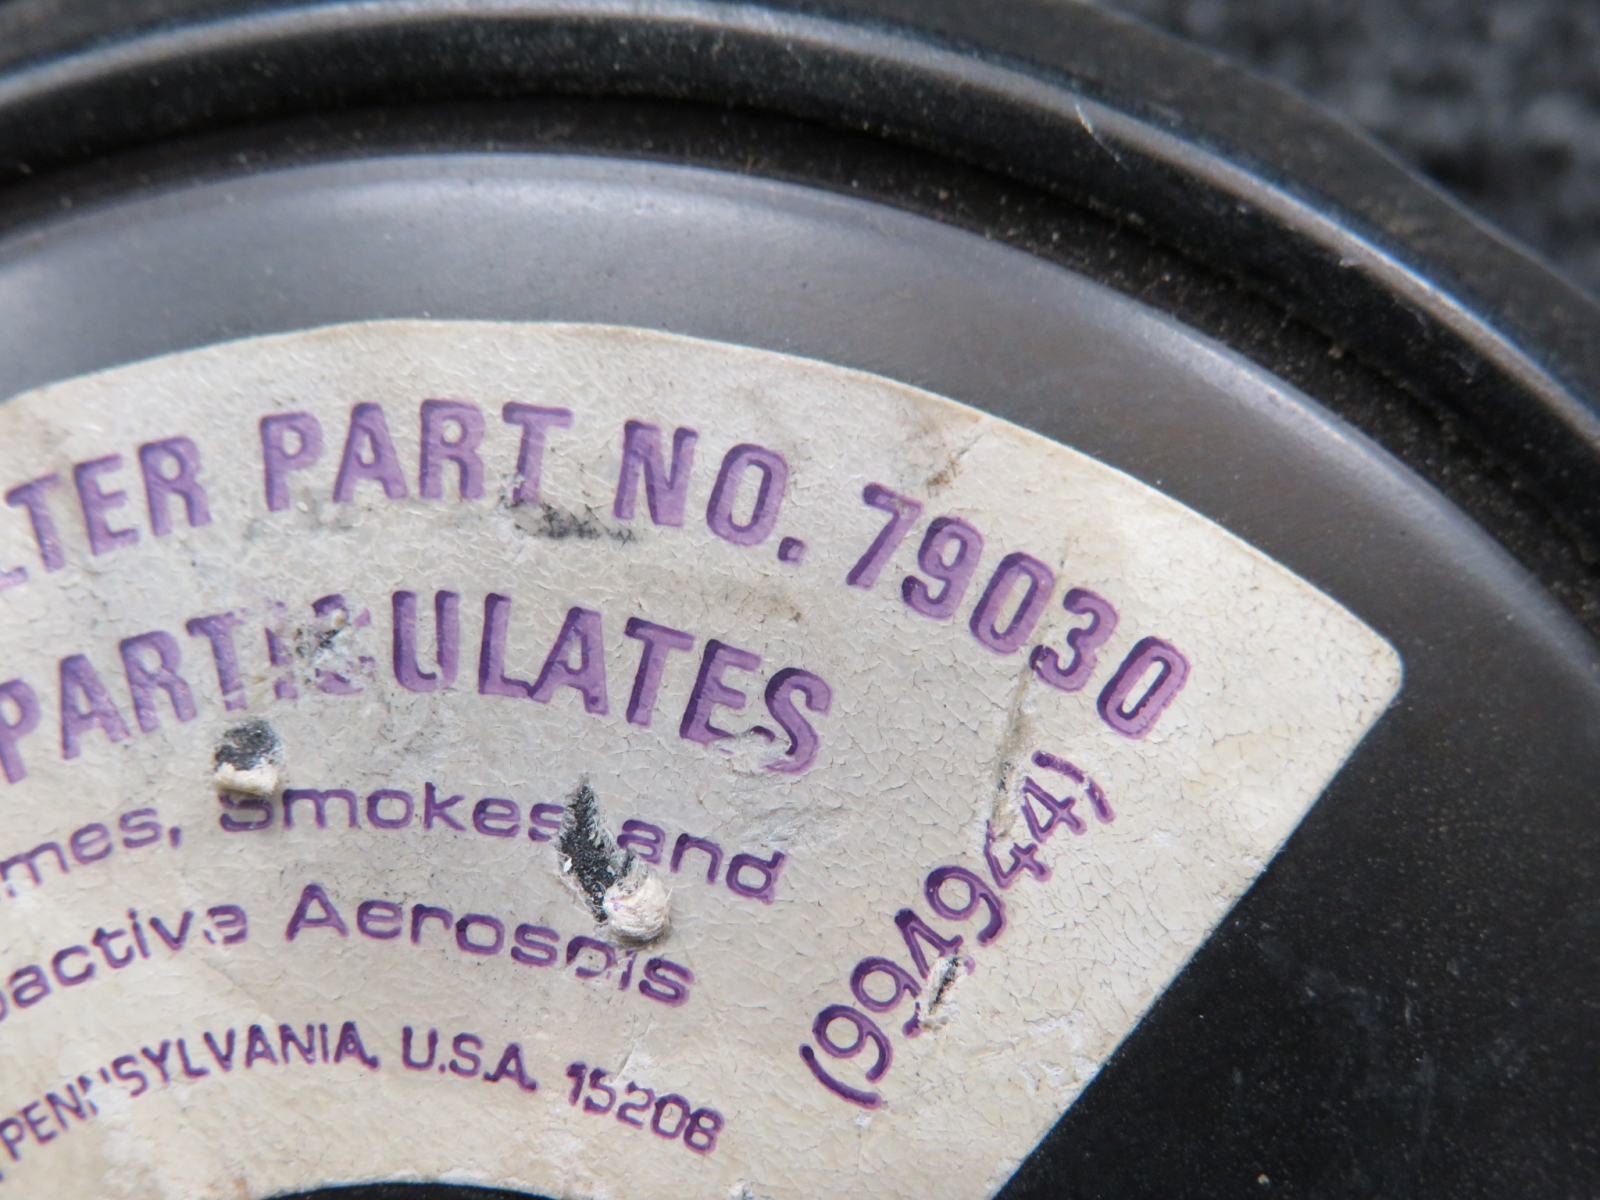 LTER PART NO. 79030
PARTICULATES
mes, Smokes and
oactive Aerosols
PENNSYLVANIA, U.S.A. 15208
(994944)